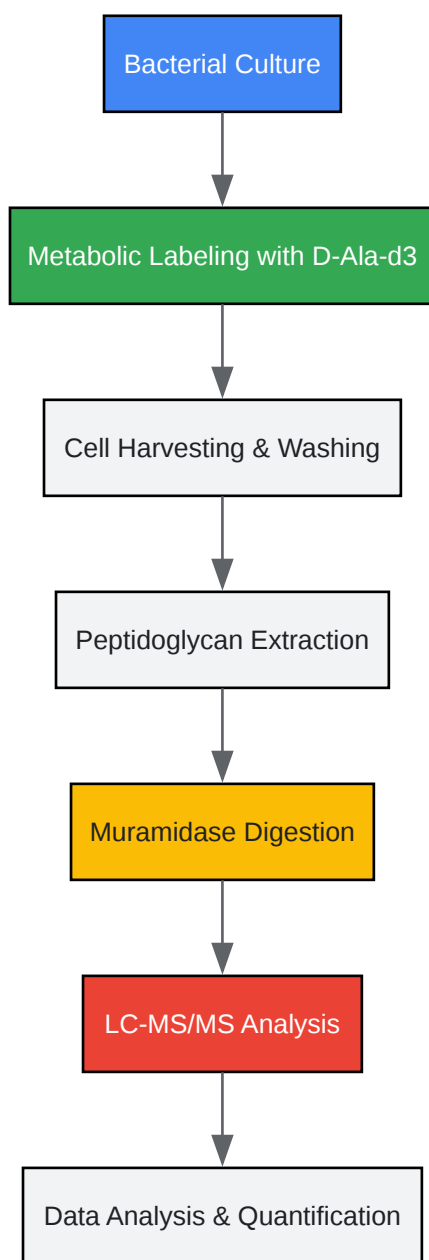 Bacterial Culture
Metabolic Labeling with D-Ala-d3
Cell Harvesting & Washing
Peptidoglycan Extraction
Muramidase Digestion
LC-MS/MS Analysis
Data Analysis & Quantification